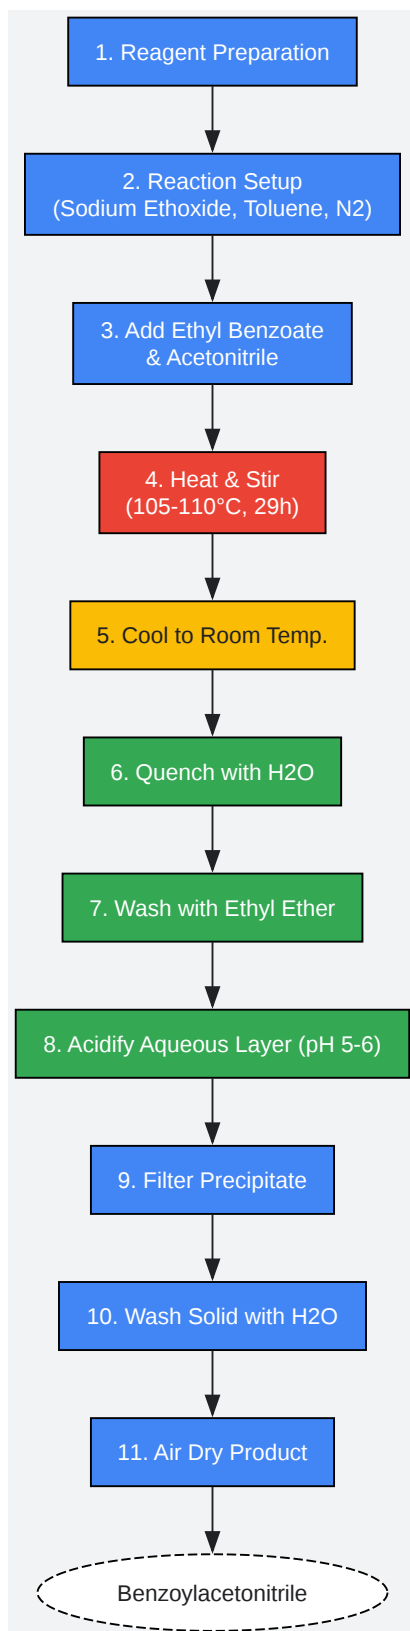 1. Reagent Preparation
2. Reaction Setup
(Sodium Ethoxide, Toluene, N2)
3. Add Ethyl Benzoate
& Acetonitrile
4. Heat & Stir
(105-110°C, 29h)
5. Cool to Room Temp.
6. Quench with H2O
7. Wash with Ethyl Ether
8. Acidify Aqueous Layer (pH 5-6)
9. Filter Precipitate
10. Wash Solid with H2O
11. Air Dry Product
Benzoylacetonitrile